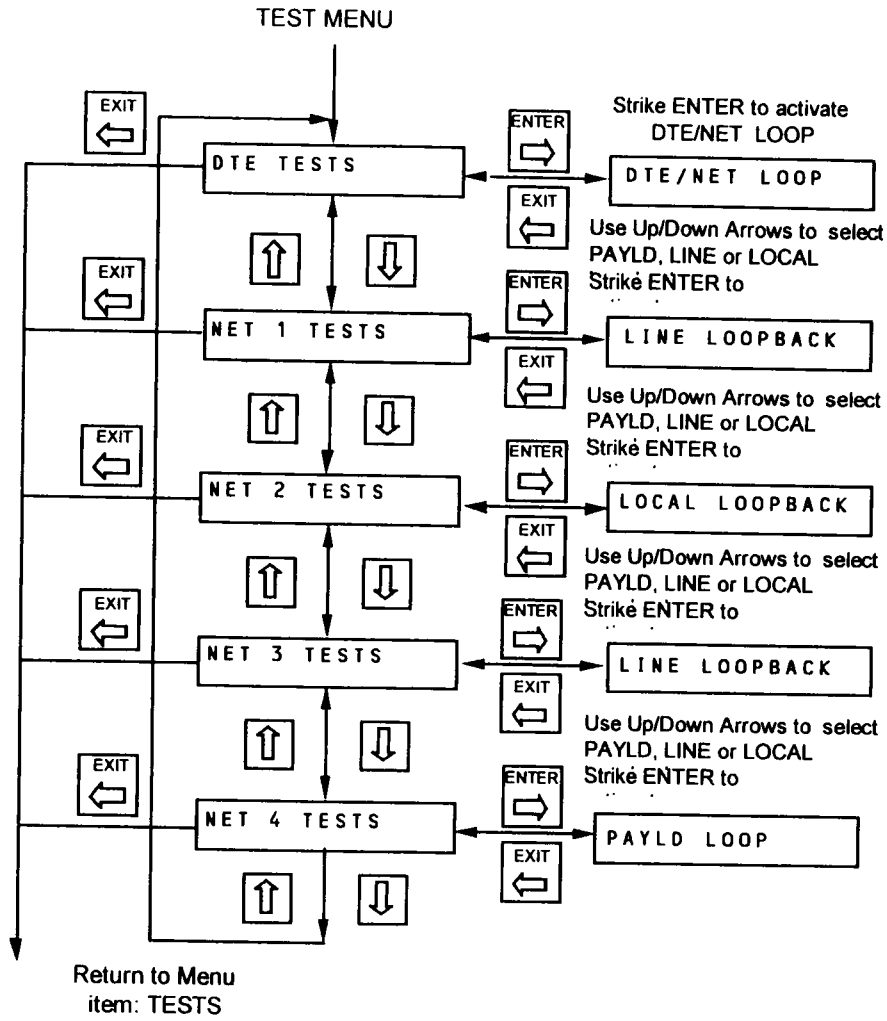 TEST MENU
EXIT
ENTER
Strike ENTER to activate
DTE/NET LOOP
DTE TESTS
DTE/NET LOOP
EXIT
Use Up/Down Arrows to select
PAYLD, LINE or LOCAL
Strike ENTER to
EXIT
ENTER
NET 1 TESTS
LINE LOOPBACK
EXIT
Use Up/Down Arrows to select
PAYLD, LINE or LOCAL
Strike ENTER to
EXIT
ENTER
NET 2 TESTS
LOCAL LOOPBACK
EXIT
Use Up/Down Arrows to select
PAYLD, LINE or LOCAL
Strike ENTER to
EXIT
ENTER
NET 3 TESTS
LINE LOOPBACK
EXIT
Use Up/Down Arrows to select
PAYLD, LINE or LOCAL
Strike ENTER to
EXIT
ENTER
NET 4 TESTS
PAYLD LOOP
EXIT
Return to Menu
item: TESTS